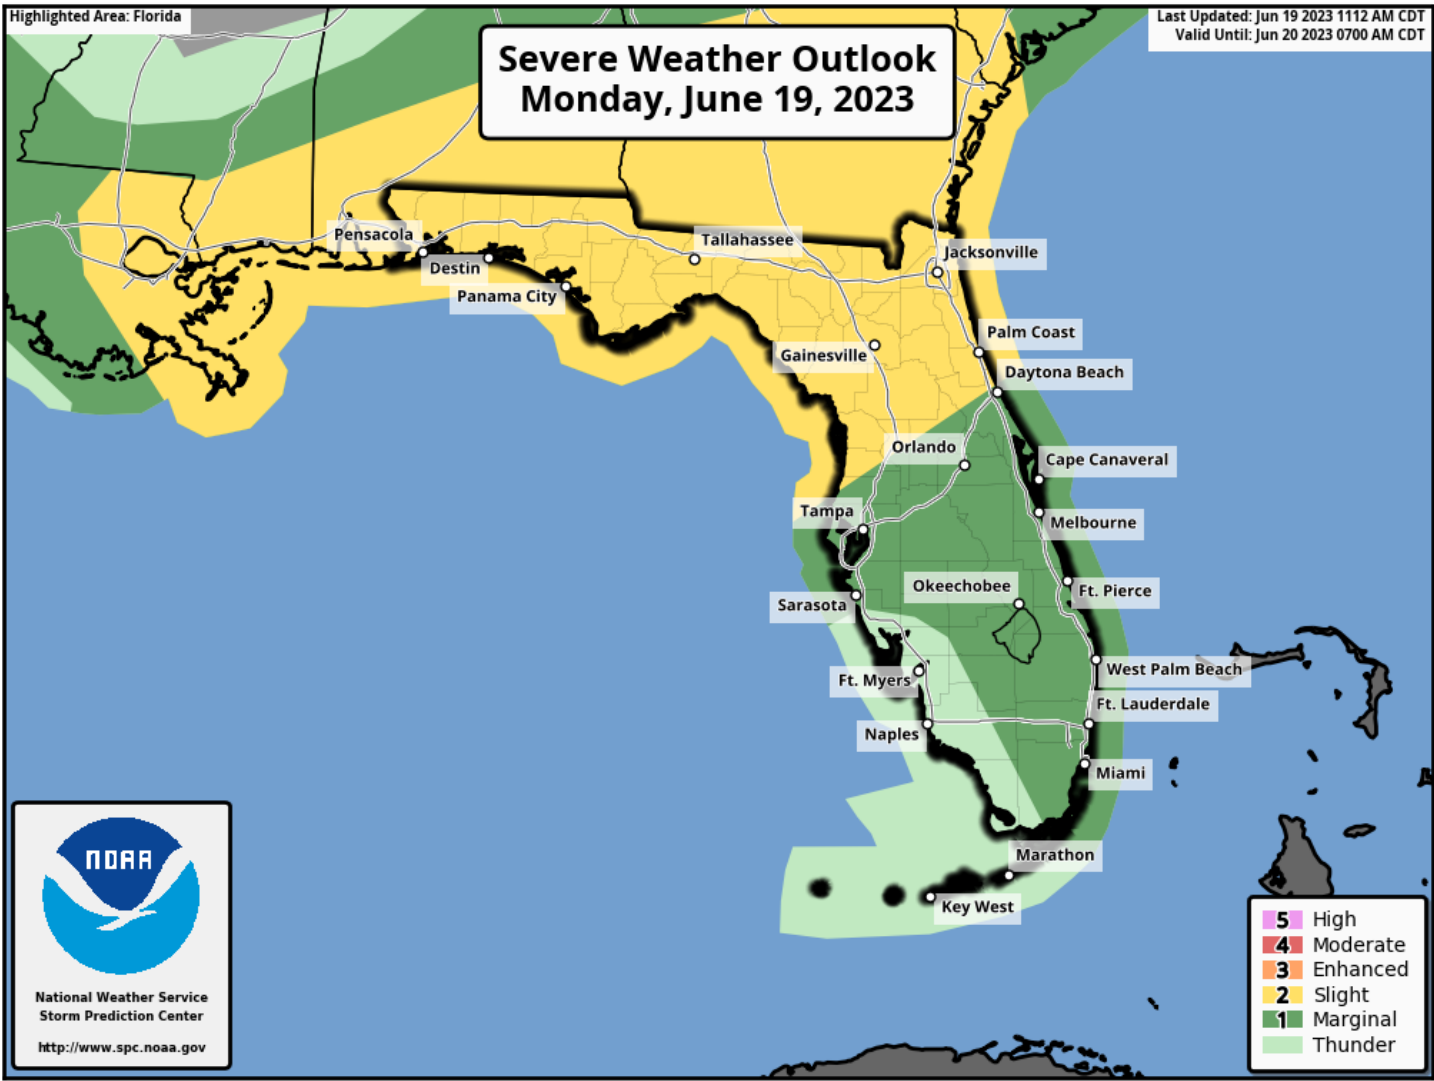 Highlighted Area: Florida
Last Updated: Jun 19 2023 1112 AM CDT
Valid Until: Jun 20 2023 0700 AM CDT
Severe Weather Outlook
Monday, June 19, 2023
Pensacola
Tallahassee
Destin
Jacksonville
Panama City
Palm Coast
Gainesville
Daytona Beach
Orlando
Cape Canaveral
Tampa
Melbourne
Okeechobee
Ft. Pierce
Sarasota
West Palm Beach
Ft. Myers
Ft. Lauderdale
Naples
Miami
Marathon
Key West
NOAA
National Weather Service
Storm Prediction Center
http://www.spc.noaa.gov
5 High
4 Moderate
3 Enhanced
2 Slight
1 Marginal
Thunder